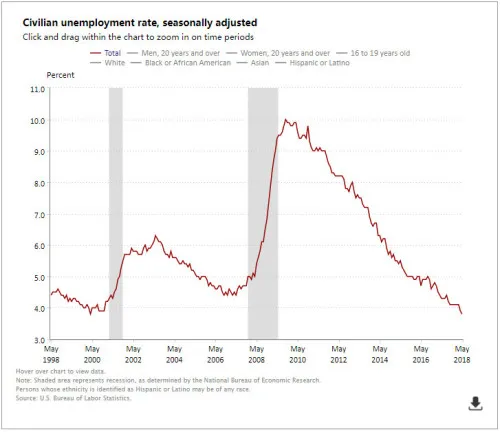 Civilian unemployment rate, seasonally adjusted
Click and drag within the chart to zoom in on time periods
Total Men, 20 years and over Women, 20 years and over 16 to 19 years old
White Black or African American Asian Hispanic or Latino
Percent
11.0
10.0
9.0
8.0
7.0
6.0
5.0
4.0
3.0
May May May May May May May May May May May
1998 2000 2002 2004 2006 2008 2010 2012 2014 2016 2018
Hover over chart to view data.
Note: Shaded area represents recession, as determined by the National Bureau of Economic Research.
Persons whose ethnicity is identified as Hispanic or Latino may be of any race.
Source: U.S. Bureau of Labor Statistics.